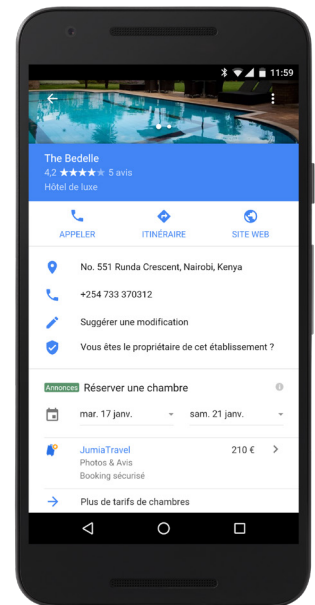 11:59
The Bedelle
4,2 ★★★★★ 5 avis
Hôtel de luxe
APPELER ITINÉRAIRE SITE WEB
No. 551 Runda Crescent, Nairobi, Kenya
+254 733 370312
Suggérer une modification
Vous êtes le propriétaire de cet établissement ?
Annonces Réserver une chambre
mar. 17 janv. sam. 21 janv.
JumiaTravel 210 €
Photos & Avis
Booking sécurisé
Plus de tarifs de chambres